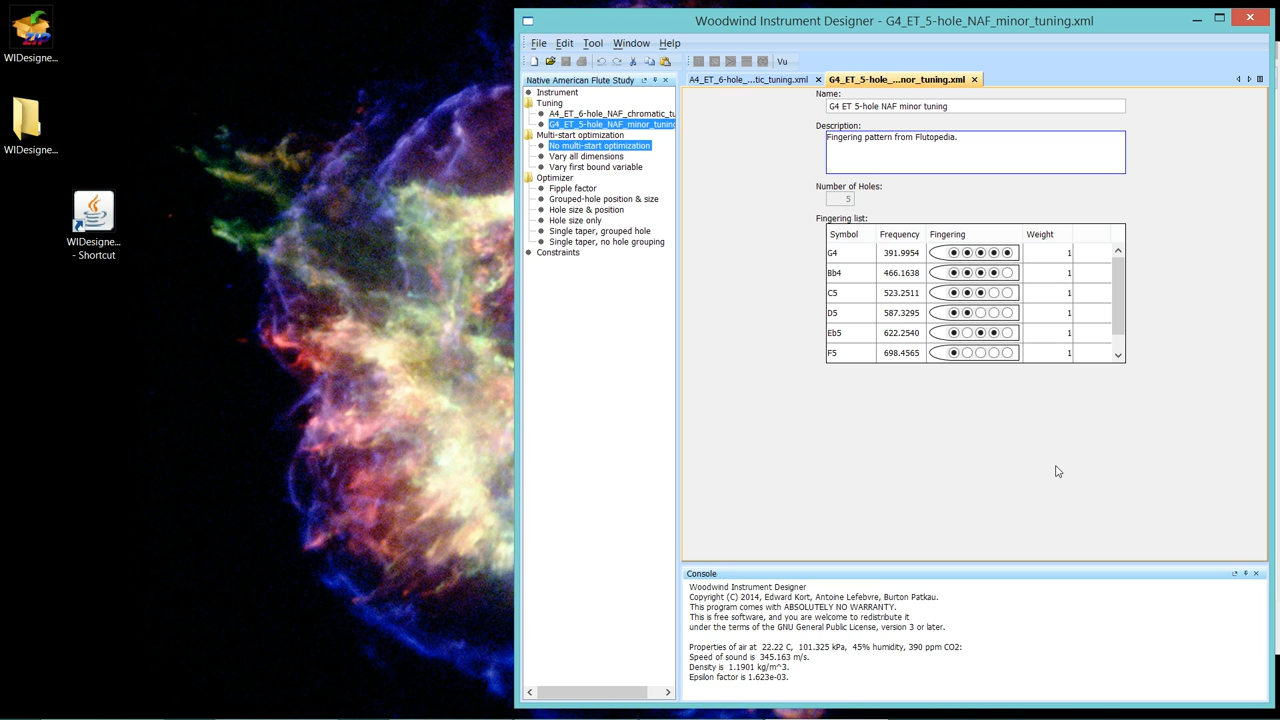 WIDesigne...
WIDesigne...
WIDesigne...
- Shortcut
Woodwind Instrument Designer - G4_ET_5-hole_NAF_minor_tuning.xml
File Edit Tool Window Help
Vu
Native American Flute Study
Instrument
Tuning
A4_ET_6-hole_NAF_chromatic_tu
G4_ET_5-hole_NAF_minor_tuning
Multi-start optimization
No multi-start optimization
Vary all dimensions
Vary first bound variable
Optimizer
Fipple factor
Grouped-hole position & size
Hole size & position
Hole size only
Single taper, grouped hole
Single taper, no hole grouping
Constraints
A4_ET_6-hole_...tic_tuning.xml G4_ET_5-hole_...nor_tuning.xml
Name:
G4 ET 5-hole NAF minor tuning
Description:
Fingering pattern from Flutopedia.
Number of Holes:
5
Fingering list:
Symbol Frequency Fingering Weight
G4 391.9954 1
Bb4 466.1638 1
C5 523.2511 1
D5 587.3295 1
Eb5 622.2540 1
F5 698.4565 1
Console
Woodwind Instrument Designer
Copyright (C) 2014, Edward Kort, Antoine Lefebvre, Burton Patkau.
This program comes with ABSOLUTELY NO WARRANTY.
This is free software, and you are welcome to redistribute it
under the terms of the GNU General Public License, version 3 or later.
Properties of air at 22.22 C, 101.325 kPa, 45% humidity, 390 ppm CO2:
Speed of sound is 345.163 m/s.
Density is 1.1901 kg/m^3.
Epsilon factor is 1.623e-03.